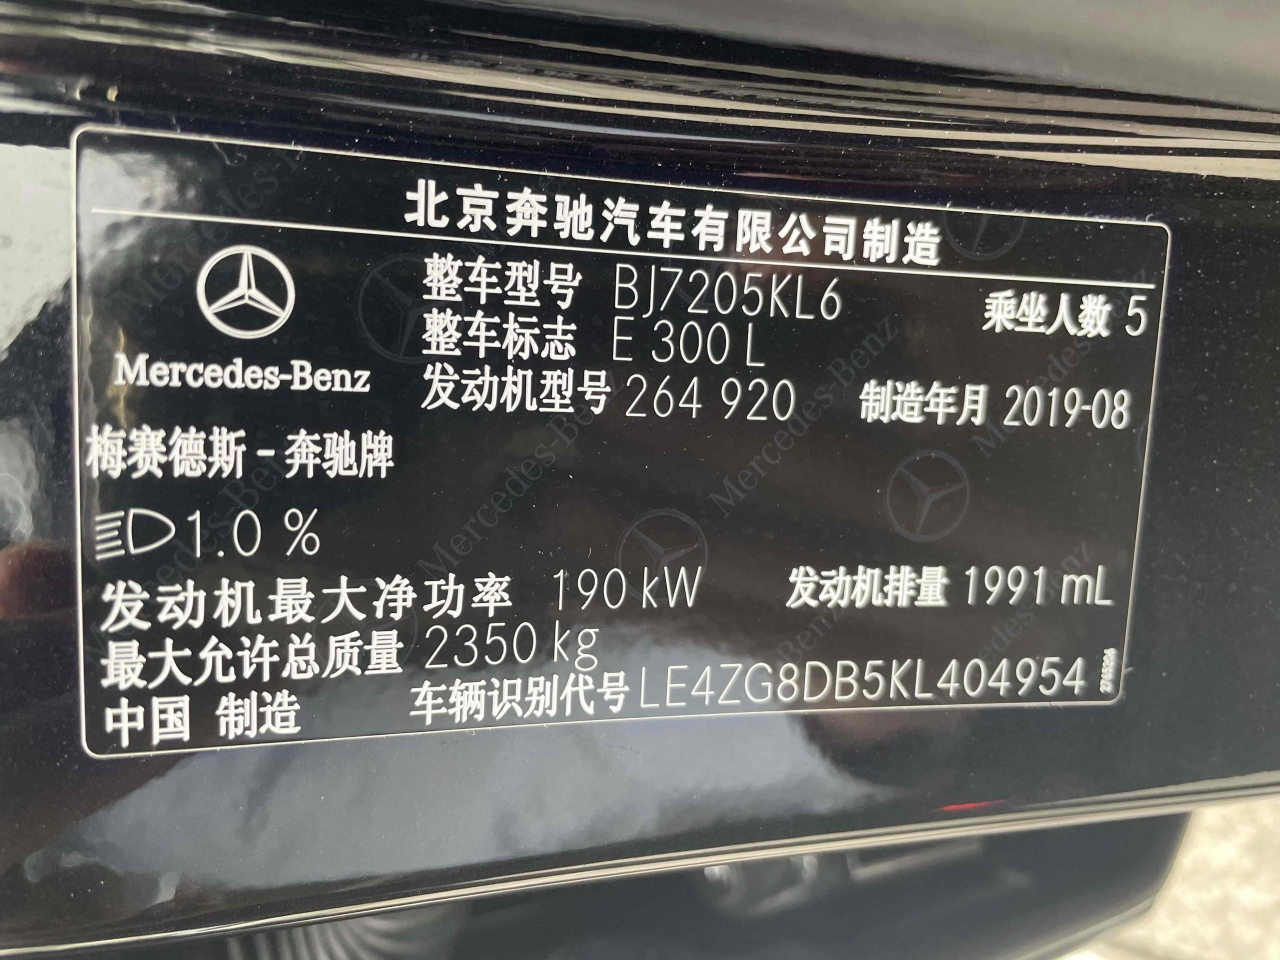 北京奔驰汽车有限公司制造
Mercedes-Benz
整车型号 BJ7205KL6 乘坐人数 5
整车标志 E 300 L
发动机型号 264 920 制造年月 2019-08
梅赛德斯-奔驰牌
1.0 %
发动机最大净功率 190 kW 发动机排量 1991 mL
最大允许总质量 2350 kg
中国 制造 车辆识别代号 LE4ZG8DB5KL404954